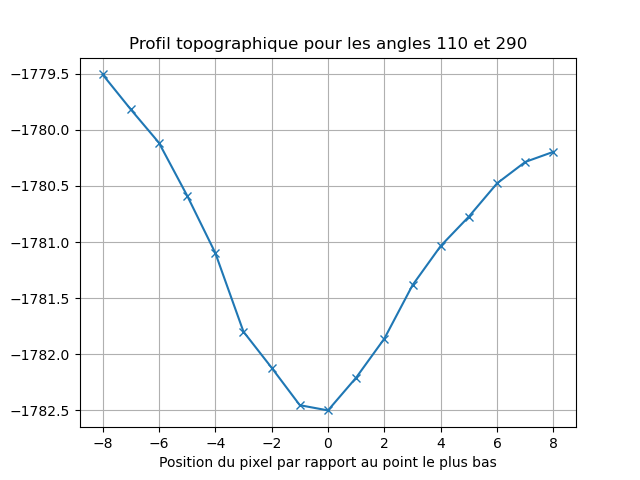 Profil topographique pour les angles 110 et 290
−1779.5
−1780.0
−1780.5
−1781.0
−1781.5
−1782.0
−1782.5
−8 −6 −4 −2 0 2 4 6 8
Position du pixel par rapport au point le plus bas